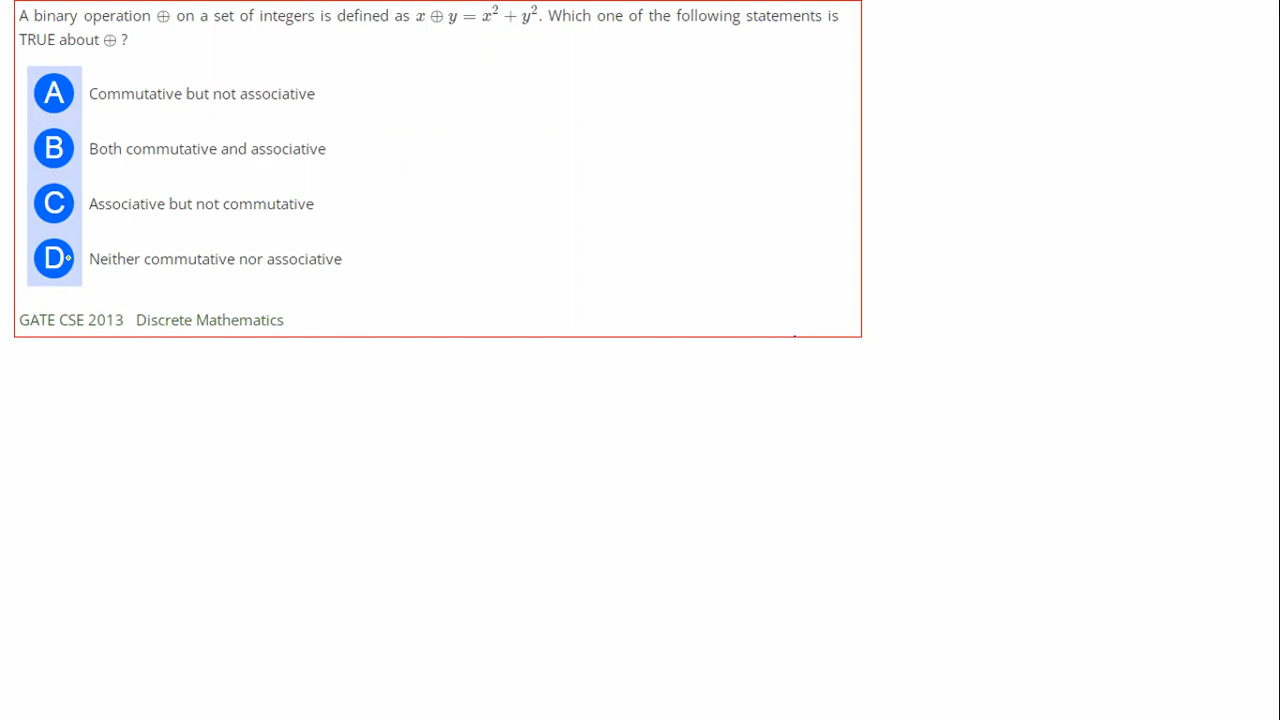 A binary operation ⊕ on a set of integers is defined as x ⊕ y = x² + y². Which one of the following statements is
TRUE about ⊕ ?
A Commutative but not associative
B Both commutative and associative
C Associative but not commutative
D Neither commutative nor associative
GATE CSE 2013 Discrete Mathematics